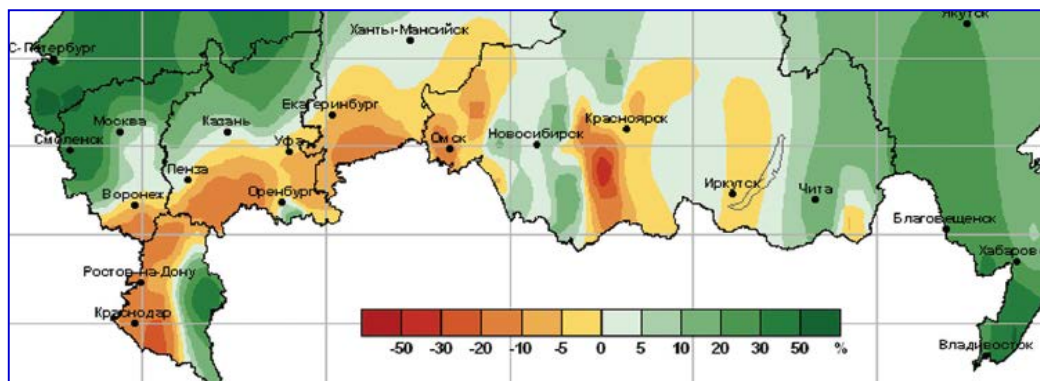 Ханты-Мансийск
Якутск
С-Петербург
Екатеринбург
Москва
Казань
Красноярск
Смоленск
Уфа
Омск
Новосибирск
Пенза
Воронеж
Оренбург
Иркутск
Чита
Благовещенск
Хабаров
Ростов-на-Дону
Краснодар
Владивосток
-50 -30 -20 -10 -5 0 5 10 20 30 50 %